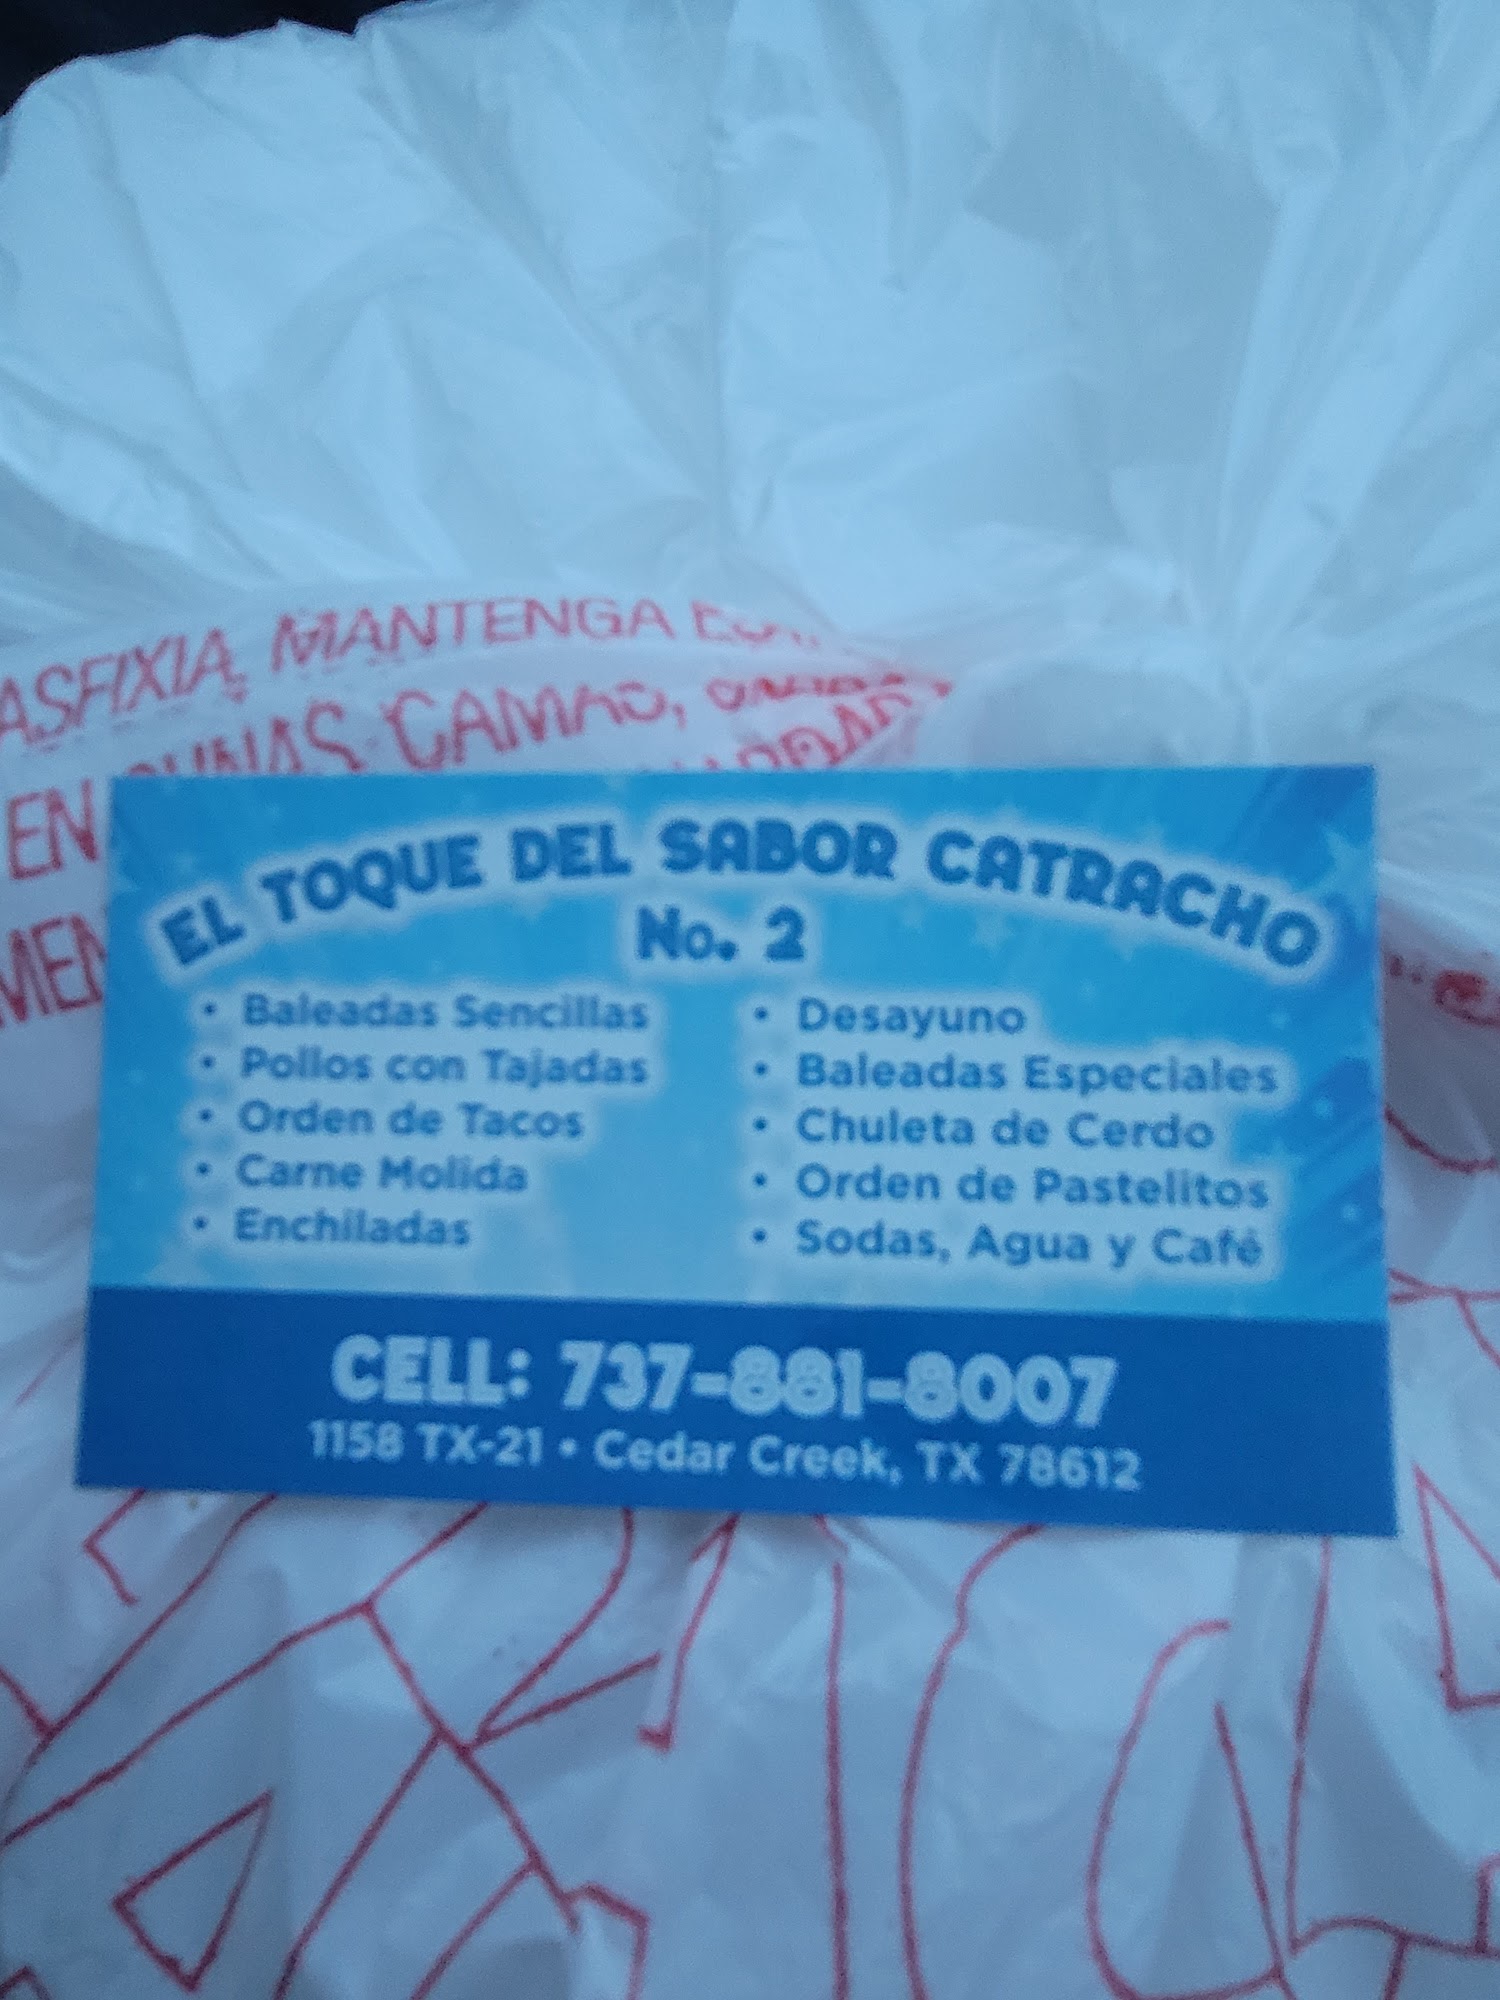 ASFIXIA, MANTENGA
CAMAS,
EN
EL TOQUE DEL SABOR CATRACHO
No. 2
• Baleadas Sencillas
• Pollos con Tajadas
• Orden de Tacos
• Carne Molida
• Enchiladas
• Desayuno
• Baleadas Especiales
• Chuleta de Cerdo
• Orden de Pastelitos
• Sodas, Agua y Café
CELL: 737-881-8007
1158 TX-21 • Cedar Creek, TX 78612